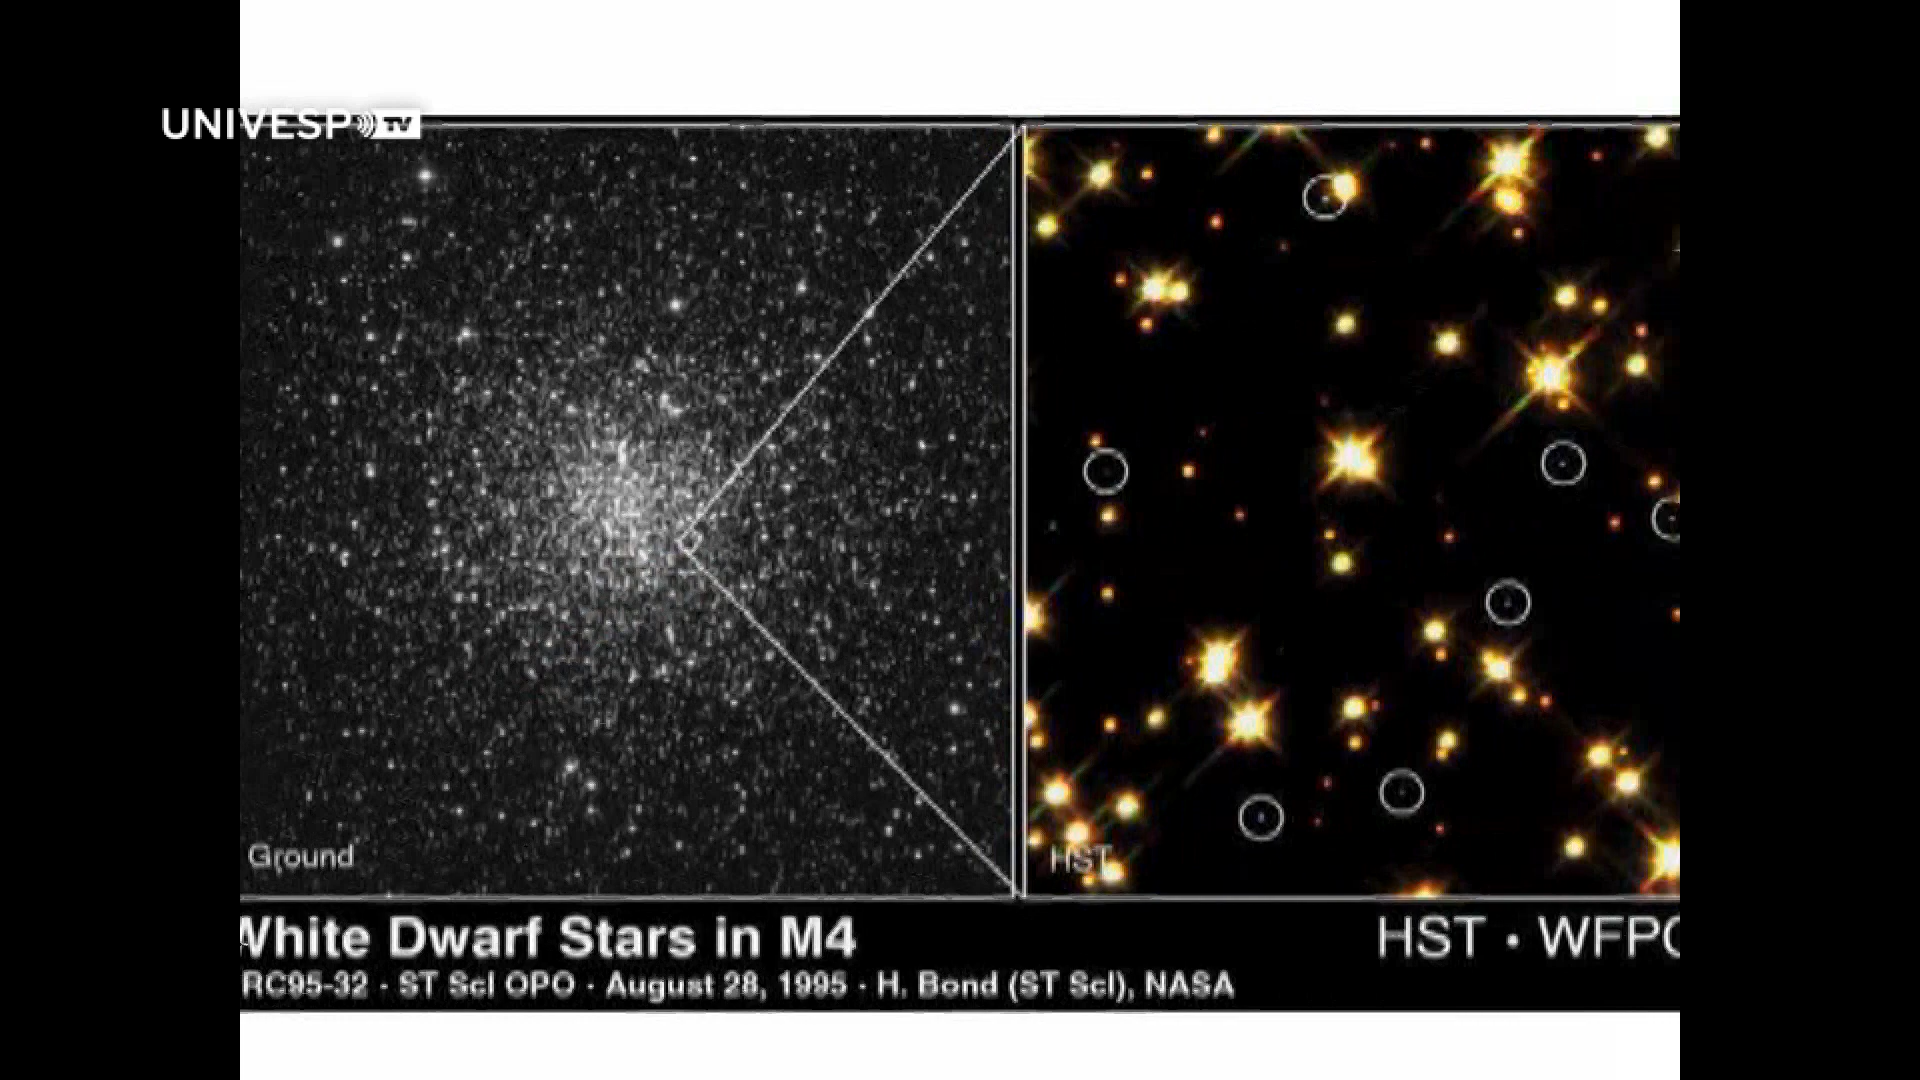 UNIVESP TV
Ground
HST
White Dwarf Stars in M4
HST · WFPC
RC95-32 · ST ScI OPO · August 28, 1995 · H. Bond (ST ScI), NASA